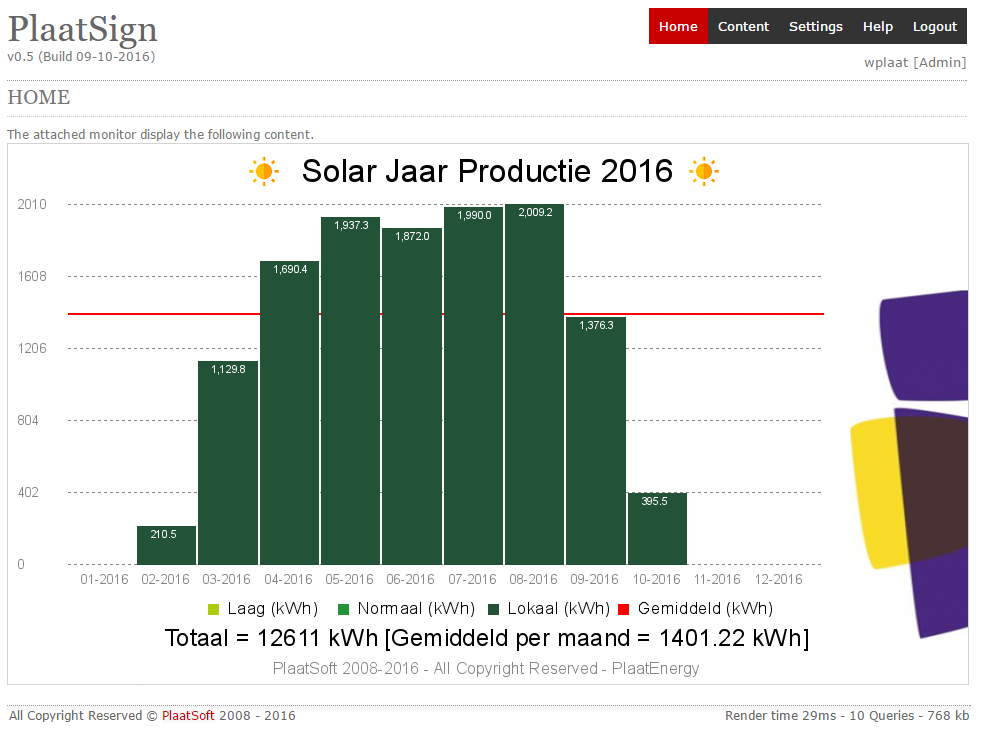 PlaatSign
v0.5 (Build 09-10-2016)
Home Content Settings Help Logout
wplaat [Admin]
HOME
The attached monitor display the following content.
Solar Jaar Productie 2016
2010
1608
1206
804
402
0
210.5
1,129.8
1,690.4
1,937.3
1,872.0
1,990.0
2,009.2
1,376.3
395.5
01-2016 02-2016 03-2016 04-2016 05-2016 06-2016 07-2016 08-2016 09-2016 10-2016 11-2016 12-2016
Laag (kWh) Normaal (kWh) Lokaal (kWh) Gemiddeld (kWh)
Totaal = 12611 kWh [Gemiddeld per maand = 1401.22 kWh]
PlaatSoft 2008-2016 - All Copyright Reserved - PlaatEnergy
All Copyright Reserved © PlaatSoft 2008 - 2016
Render time 29ms - 10 Queries - 768 kb